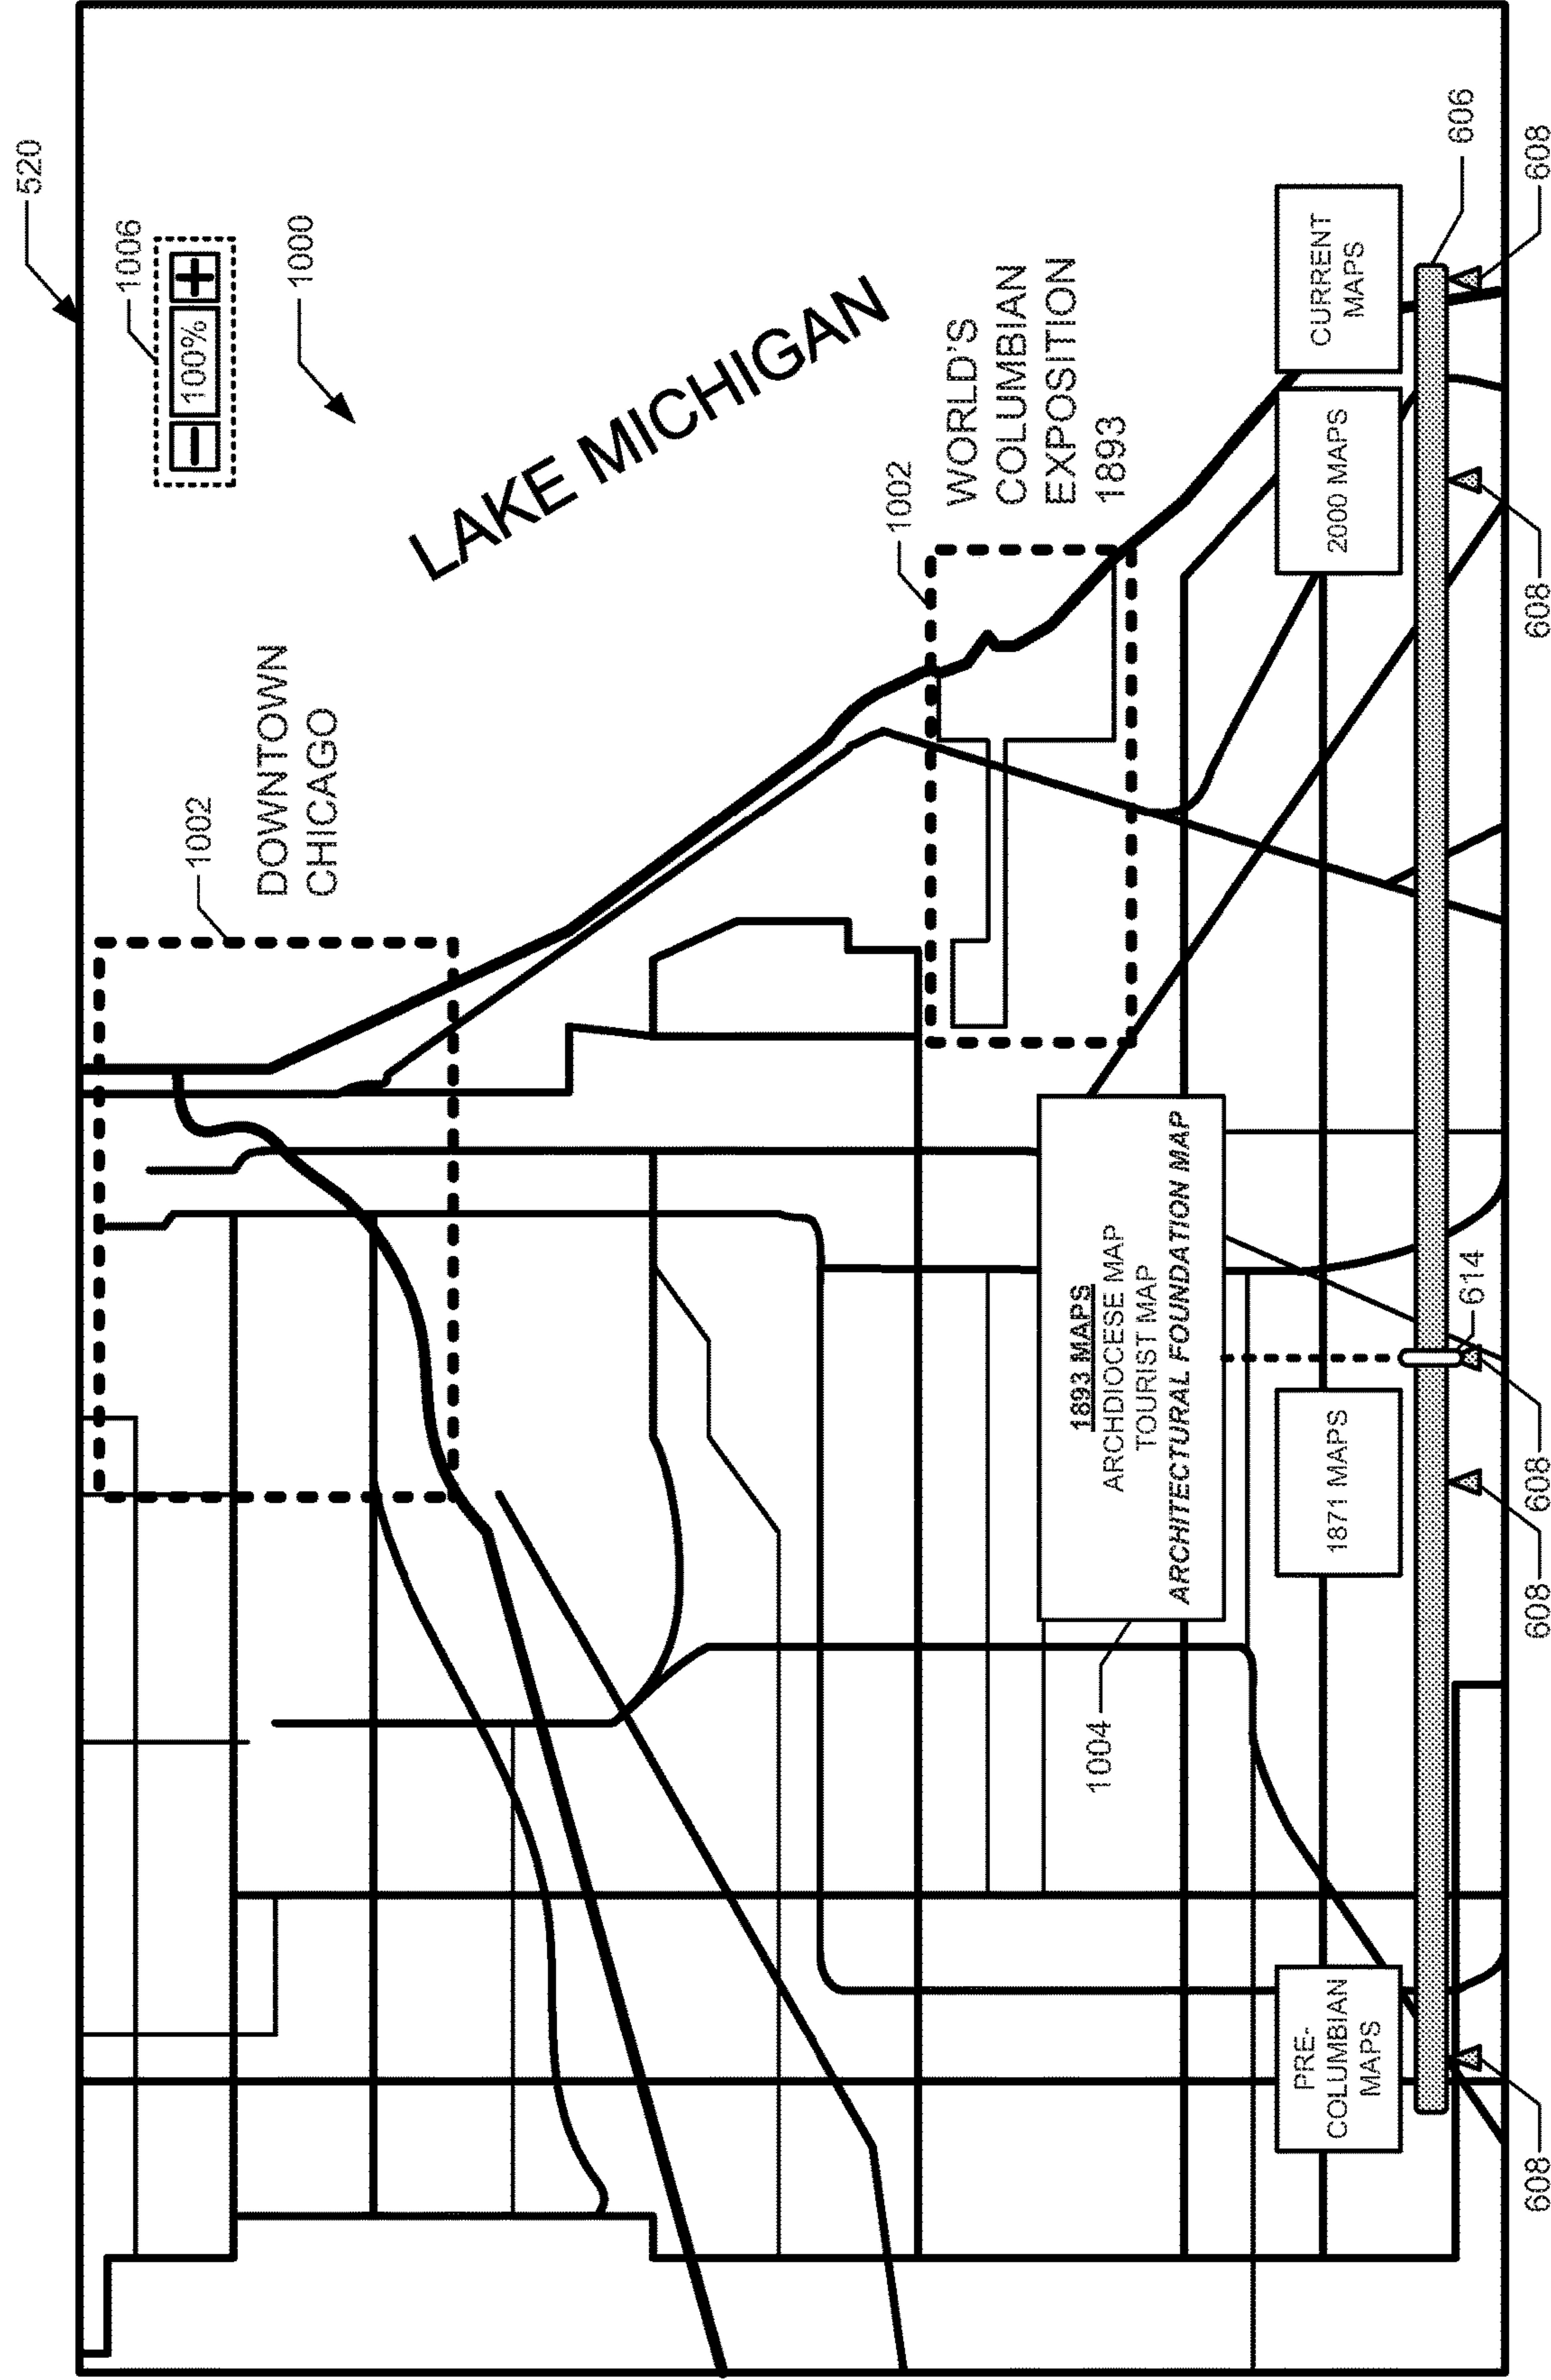 520
1006
− 100% +
1000
LAKE MICHIGAN
1002
DOWNTOWN
CHICAGO
1002
WORLD'S
COLUMBIAN
EXPOSITION
1893
1004
1893 MAPS
ARCHDIOCESE MAP
TOURIST MAP
ARCHITECTURAL FOUNDATION MAP
PRE-
COLUMBIAN
MAPS
1871 MAPS
2000 MAPS
CURRENT
MAPS
614
606
608
608
608
608
608